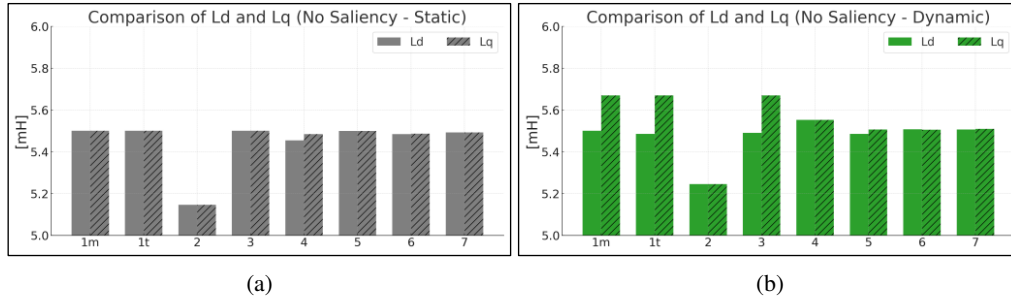 Comparison of Ld and Lq (No Saliency - Static)
6.0
Ld Lq
5.8
5.6
[mH]
5.4
5.2
5.0
1m 1t 2 3 4 5 6 7
(a)
Comparison of Ld and Lq (No Saliency - Dynamic)
6.0
Ld Lq
5.8
5.6
[mH]
5.4
5.2
5.0
1m 1t 2 3 4 5 6 7
(b)